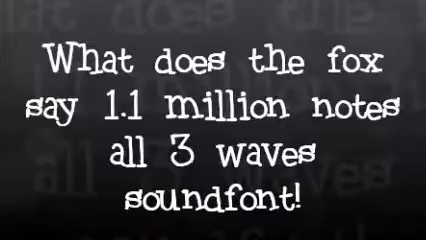 What does the fox
say 1.1 million notes
all 3 waves
soundfont!